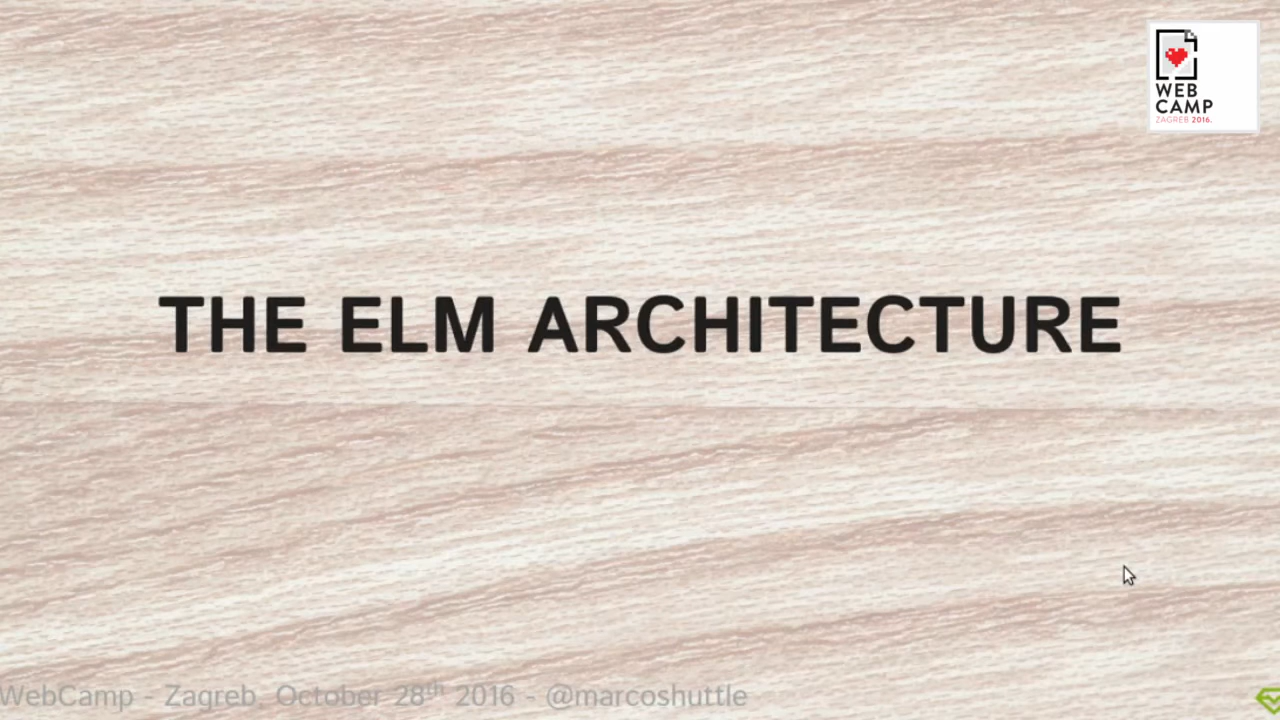 WEB
CAMP
ZAGREB 2016.
THE ELM ARCHITECTURE
WebCamp - Zagreb, October 28th 2016 - @marcoshuttle